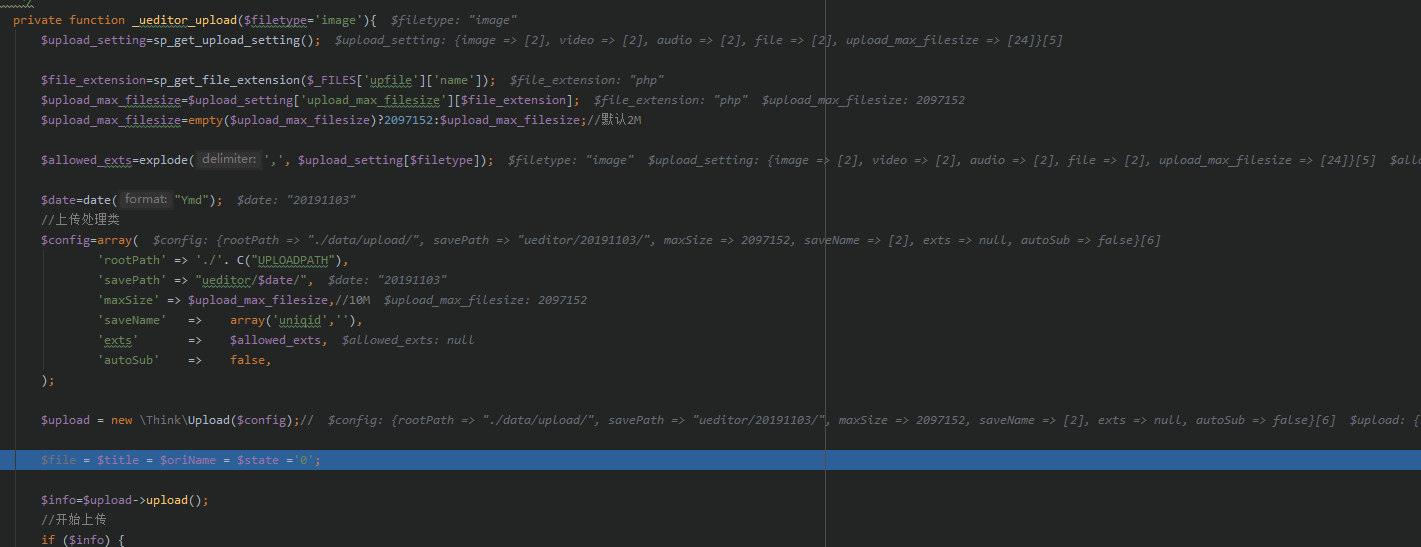 private function _ueditor_upload($filetype='image'){ $filetype: "image"
$upload_setting=sp_get_upload_setting(); $upload_setting: {image => [2], video => [2], audio => [2], file => [2], upload_max_filesize => [24]}[5]
$file_extension=sp_get_file_extension($_FILES['upfile']['name']); $file_extension: "php"
$upload_max_filesize=$upload_setting['upload_max_filesize'][$file_extension]; $file_extension: "php" $upload_max_filesize: 2097152
$upload_max_filesize=empty($upload_max_filesize)?2097152:$upload_max_filesize;//默认2M
$allowed_exts=explode( delimiter: ',', $upload_setting[$filetype]); $filetype: "image" $upload_setting: {image => [2], video => [2], audio => [2], file => [2], upload_max_filesize => [24]}[5] $allo
$date=date( format: "Ymd"); $date: "20191103"
//上传处理类
$config=array( $config: {rootPath => "./data/upload/", savePath => "ueditor/20191103/", maxSize => 2097152, saveName => [2], exts => null, autoSub => false}[6]
'rootPath' => './'. C("UPLOADPATH"),
'savePath' => "ueditor/$date/", $date: "20191103"
'maxSize' => $upload_max_filesize,//10M $upload_max_filesize: 2097152
'saveName' => array('uniqid',''),
'exts' => $allowed_exts, $allowed_exts: null
'autoSub' => false,
);
$upload = new \Think\Upload($config);// $config: {rootPath => "./data/upload/", savePath => "ueditor/20191103/", maxSize => 2097152, saveName => [2], exts => null, autoSub => false}[6] $upload: {
$file = $title = $oriName = $state ='0';
$info=$upload->upload();
//开始上传
if ($info) {